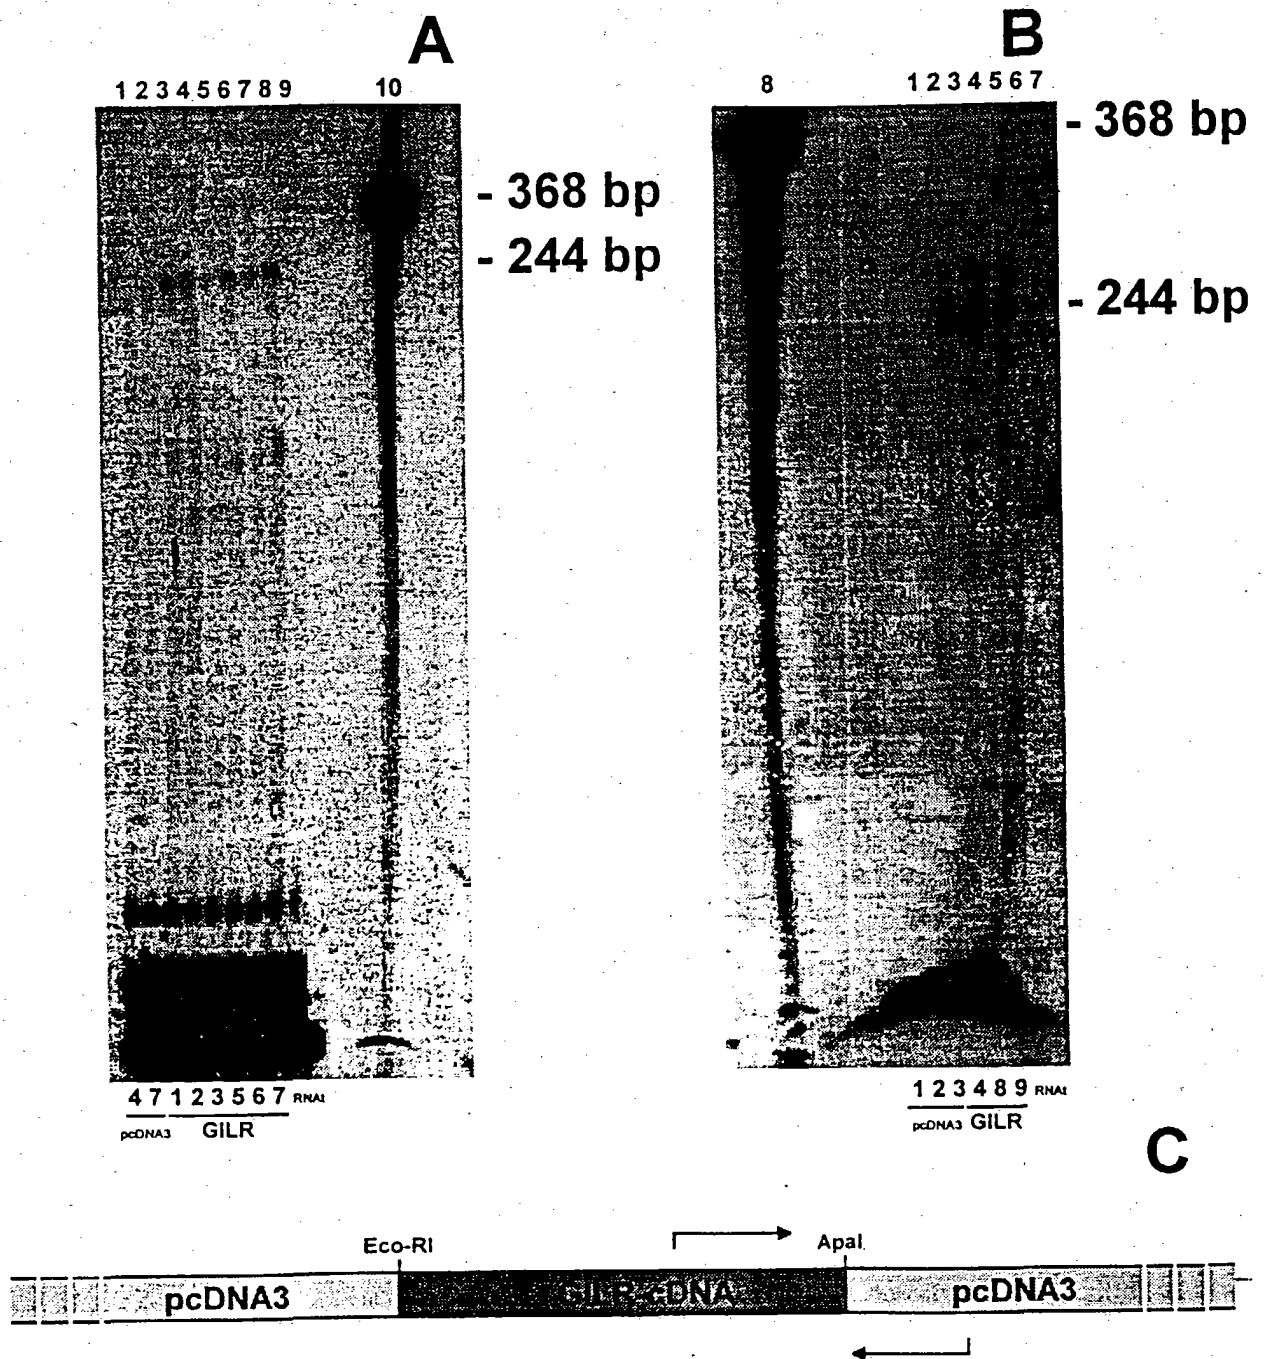 A
B
1 2 3 4 5 6 7 8 9 10
8 1 2 3 4 5 6 7
- 368 bp
- 244 bp
- 368 bp
- 244 bp
4 7 1 2 3 5 6 7 RNAt
pcDNA3 GILR
1 2 3 4 8 9 RNAt
pcDNA3 GILR
C
Eco-RI
ApaI
pcDNA3
GILR cDNA
pcDNA3